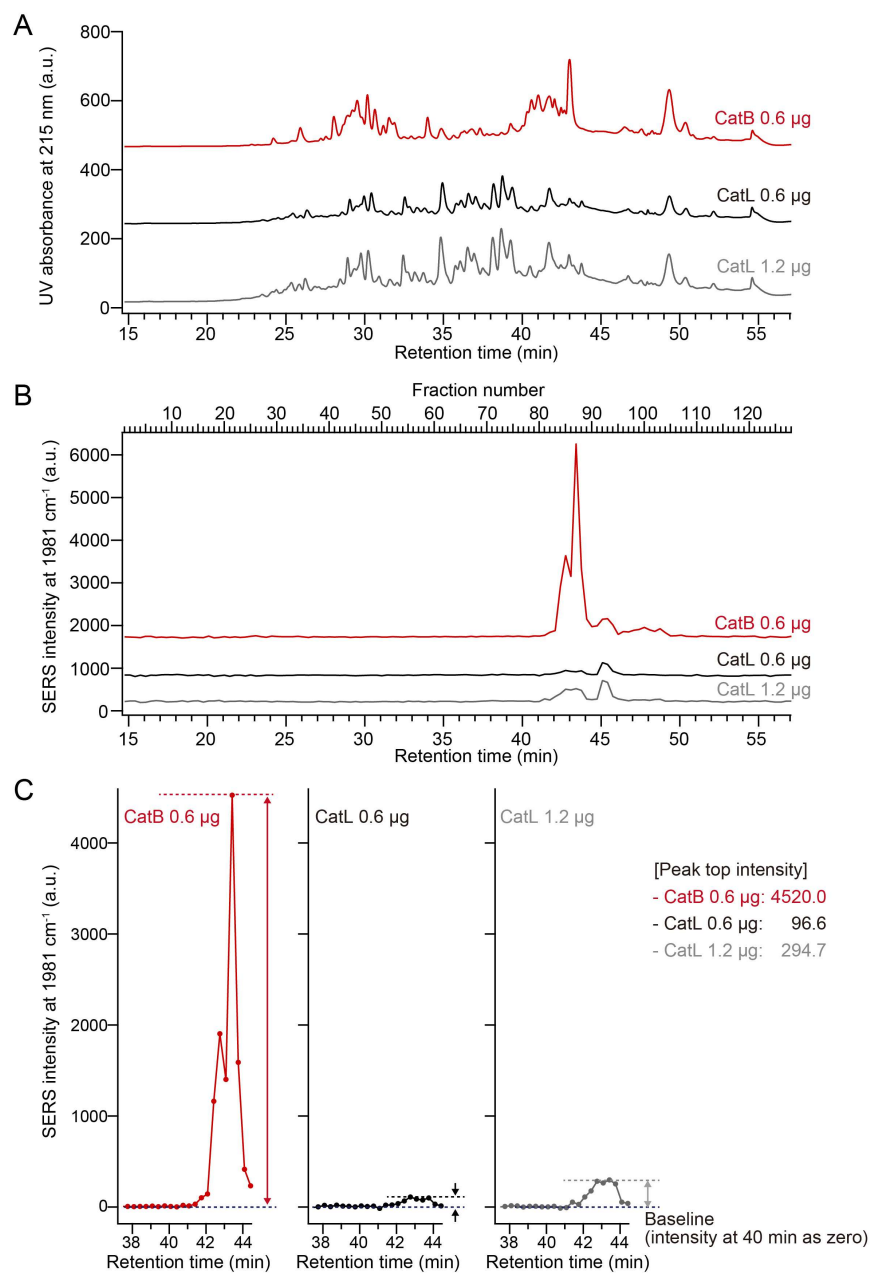 A
UV absorbance at 215 nm (a.u.)
800
600
400
200
0
CatB 0.6 µg
CatL 0.6 µg
CatL 1.2 µg
15 20 25 30 35 40 45 50 55
Retention time (min)
B
Fraction number
10 20 30 40 50 60 70 80 90 100 110 120
SERS intensity at 1981 cm⁻¹ (a.u.)
6000
5000
4000
3000
2000
1000
0
CatB 0.6 µg
CatL 0.6 µg
CatL 1.2 µg
15 20 25 30 35 40 45 50 55
Retention time (min)
C
SERS intensity at 1981 cm⁻¹ (a.u.)
4000
3000
2000
1000
0
CatB 0.6 µg
CatL 0.6 µg
CatL 1.2 µg
[Peak top intensity]
- CatB 0.6 µg: 4520.0
- CatL 0.6 µg: 96.6
- CatL 1.2 µg: 294.7
Baseline
(intensity at 40 min as zero)
38 40 42 44
Retention time (min)
38 40 42 44
Retention time (min)
38 40 42 44
Retention time (min)